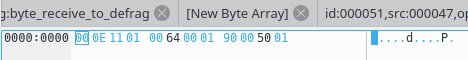 g:byte_receive_to_defrag [New Byte Array] id:000051,src:000047,op
0000:0000 00 0E 11 01 00 64 00 01 90 00 50 01 .....d....P.